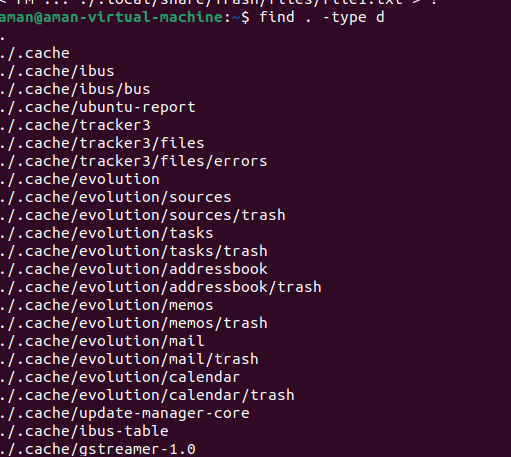 < rm ... ./.local/share/Trash/files/file1.txt > ?
aman@aman-virtual-machine:~$ find . -type d
.
./.cache
./.cache/ibus
./.cache/ibus/bus
./.cache/ubuntu-report
./.cache/tracker3
./.cache/tracker3/files
./.cache/tracker3/files/errors
./.cache/evolution
./.cache/evolution/sources
./.cache/evolution/sources/trash
./.cache/evolution/tasks
./.cache/evolution/tasks/trash
./.cache/evolution/addressbook
./.cache/evolution/addressbook/trash
./.cache/evolution/memos
./.cache/evolution/memos/trash
./.cache/evolution/mail
./.cache/evolution/mail/trash
./.cache/evolution/calendar
./.cache/evolution/calendar/trash
./.cache/update-manager-core
./.cache/ibus-table
./.cache/gstreamer-1.0